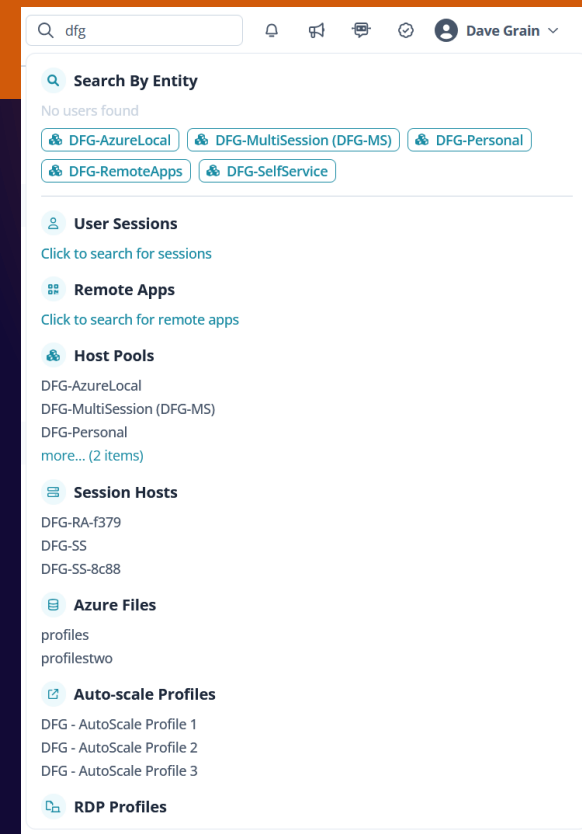 dfg
Dave Grain
Search By Entity
No users found
DFG-AzureLocal DFG-MultiSession (DFG-MS) DFG-Personal
DFG-RemoteApps DFG-SelfService
User Sessions
Click to search for sessions
Remote Apps
Click to search for remote apps
Host Pools
DFG-AzureLocal
DFG-MultiSession (DFG-MS)
DFG-Personal
more... (2 items)
Session Hosts
DFG-RA-f379
DFG-SS
DFG-SS-8c88
Azure Files
profiles
profilestwo
Auto-scale Profiles
DFG - AutoScale Profile 1
DFG - AutoScale Profile 2
DFG - AutoScale Profile 3
RDP Profiles